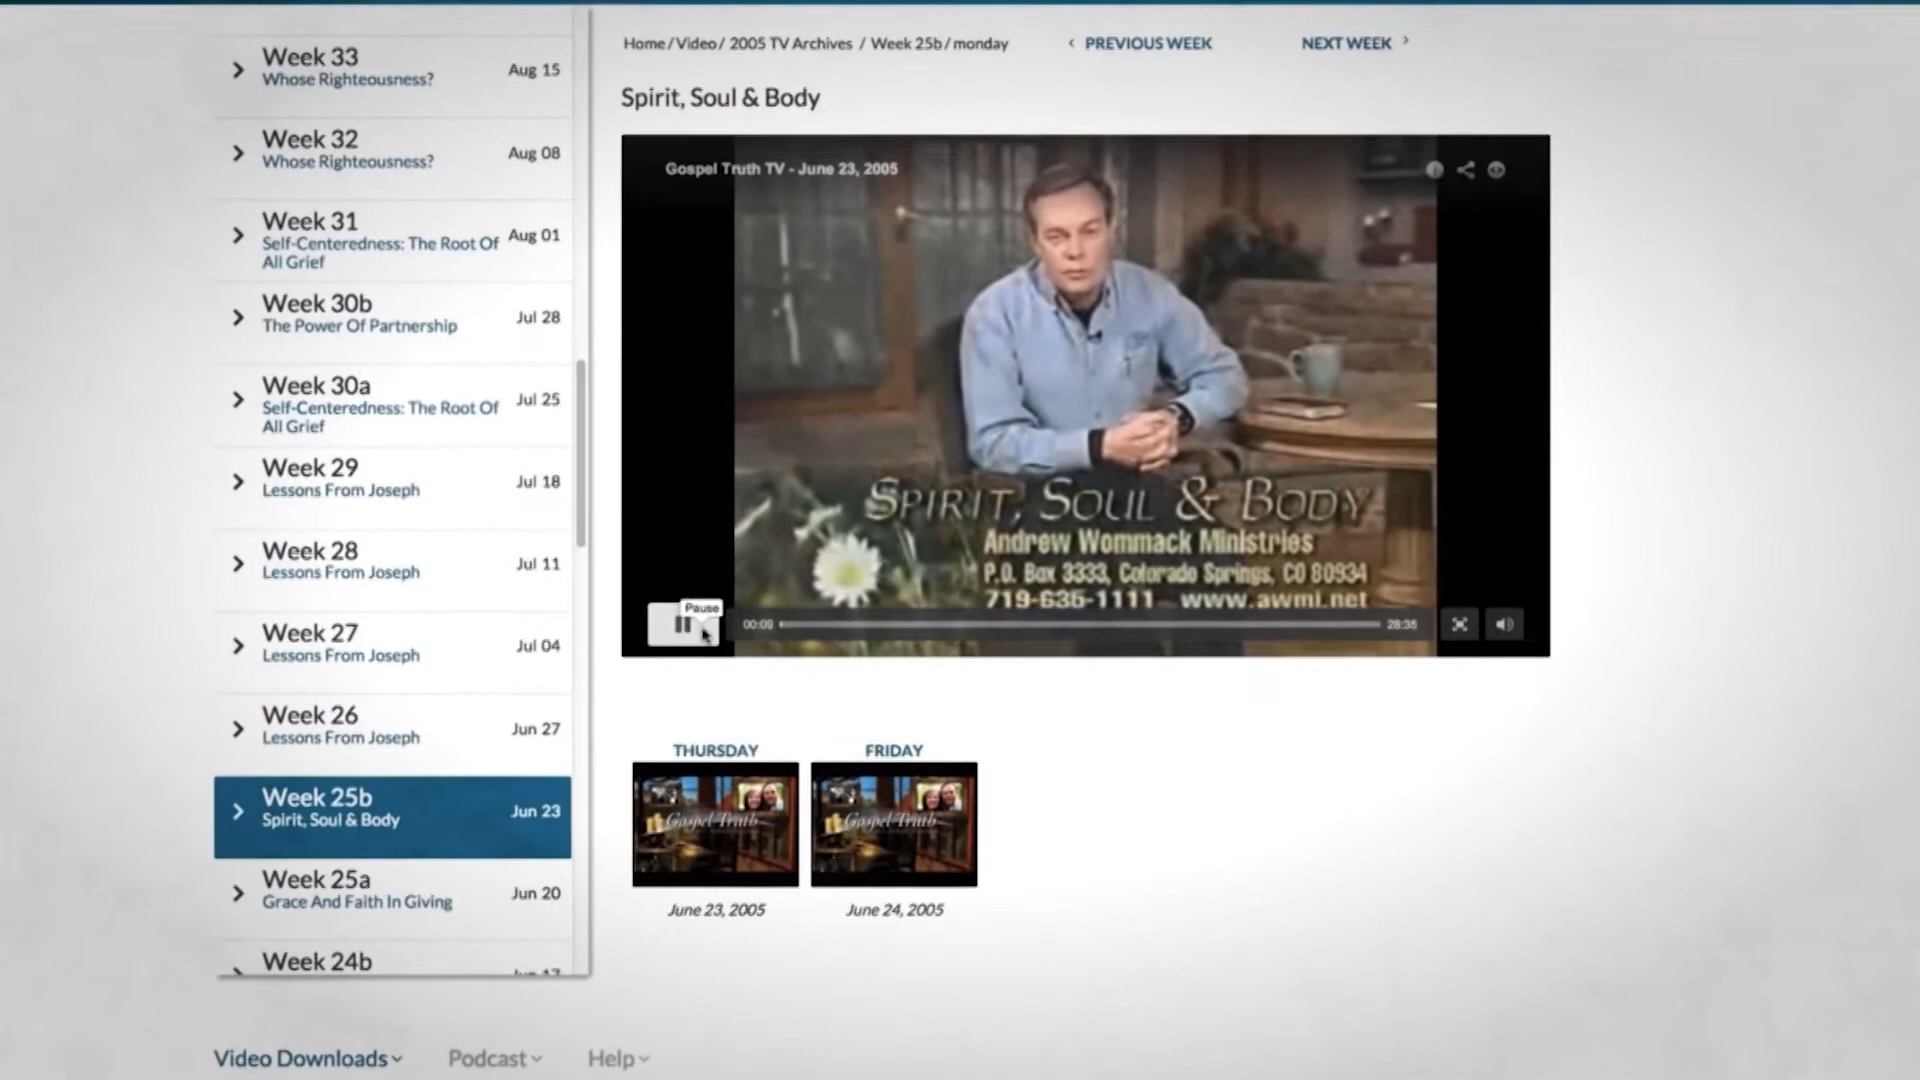 Week 33
Whose Righteousness?
Aug 15
Week 32
Whose Righteousness?
Aug 08
Week 31
Self-Centeredness: The Root Of
All Grief
Aug 01
Week 30b
The Power Of Partnership
Jul 28
Week 30a
Self-Centeredness: The Root Of
All Grief
Jul 25
Week 29
Lessons From Joseph
Jul 18
Week 28
Lessons From Joseph
Jul 11
Week 27
Lessons From Joseph
Jul 04
Week 26
Lessons From Joseph
Jun 27
Week 25b
Spirit, Soul & Body
Jun 23
Week 25a
Grace And Faith In Giving
Jun 20
Week 24b
Jun 17
Home / Video / 2005 TV Archives / Week 25b / monday
‹ PREVIOUS WEEK
NEXT WEEK ›
Spirit, Soul & Body
Gospel Truth TV - June 23, 2005
SPIRIT, SOUL & BODY
Andrew Wommack Ministries
P.O. Box 3333, Colorado Springs, CO 80934
719-635-1111 www.awmi.net
Pause
00:09
28:35
THURSDAY
FRIDAY
Gospel Truth
Gospel Truth
June 23, 2005
June 24, 2005
Video Downloads
Podcast
Help